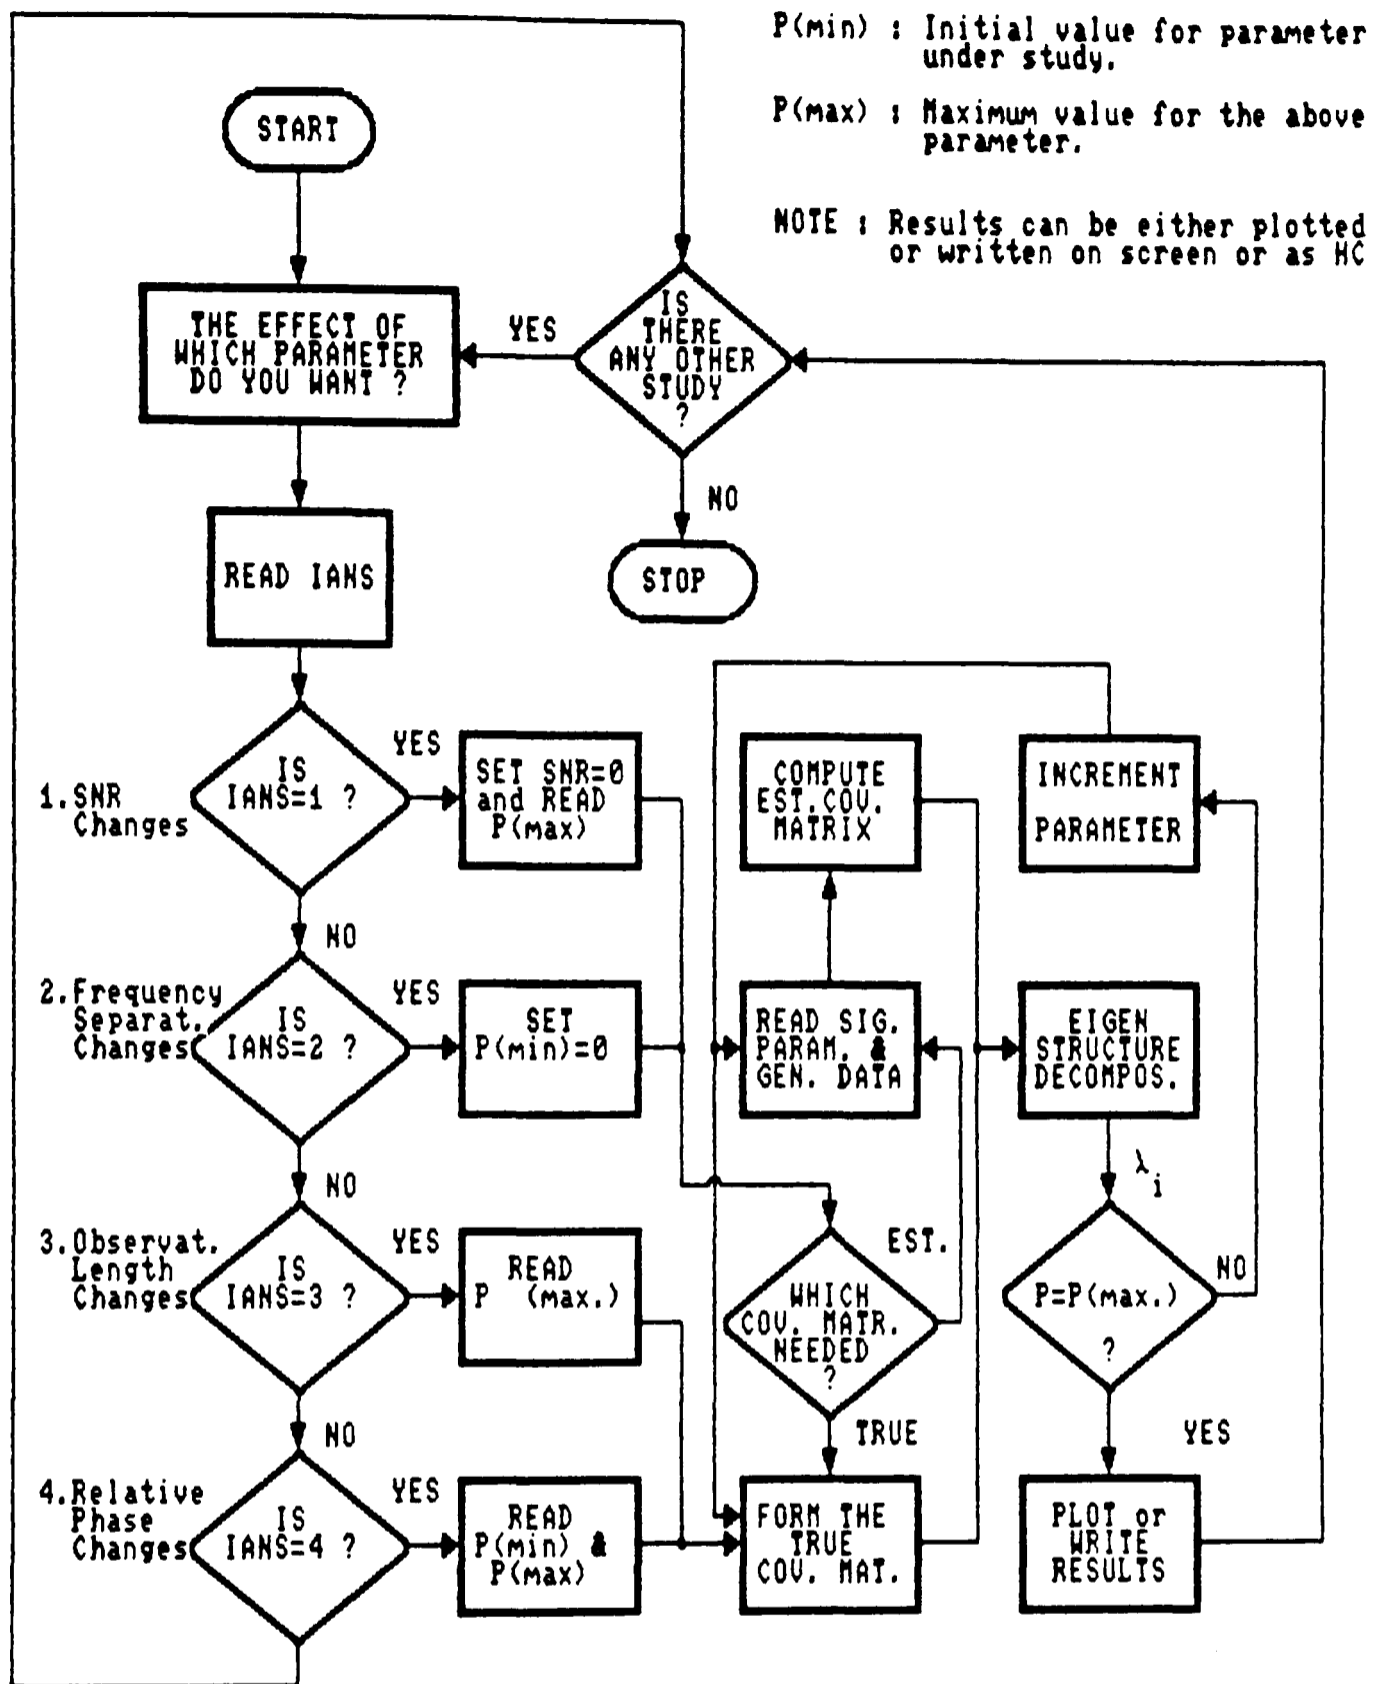 P(min) : Initial value for parameter
under study.
P(max) : Maximum value for the above
parameter.
NOTE : Results can be either plotted
or written on screen or as HC
START
THE EFFECT OF
WHICH PARAMETER
DO YOU WANT ?
YES
IS
THERE
ANY OTHER
STUDY
?
NO
STOP
READ IANS
1.SNR
Changes
IS
IANS=1 ?
YES
SET SNR=0
and READ
P(max)
NO
COMPUTE
EST.COV.
MATRIX
INCREMENT
PARAMETER
2.Frequency
Separat.
Changes
IS
IANS=2 ?
YES
SET
P(min)=0
NO
READ SIG.
PARAM. &
GEN. DATA
EIGEN
STRUCTURE
DECOMPOS.
λ i
3.Observat.
Length
Changes
IS
IANS=3 ?
YES
READ
P (max.)
NO
WHICH
COV. MATR.
NEEDED
?
EST.
TRUE
P=P(max.)
?
NO
YES
4.Relative
Phase
Changes
IS
IANS=4 ?
YES
READ
P(min) &
P(max)
FORM THE
TRUE
COV. MAT.
PLOT or
WRITE
RESULTS